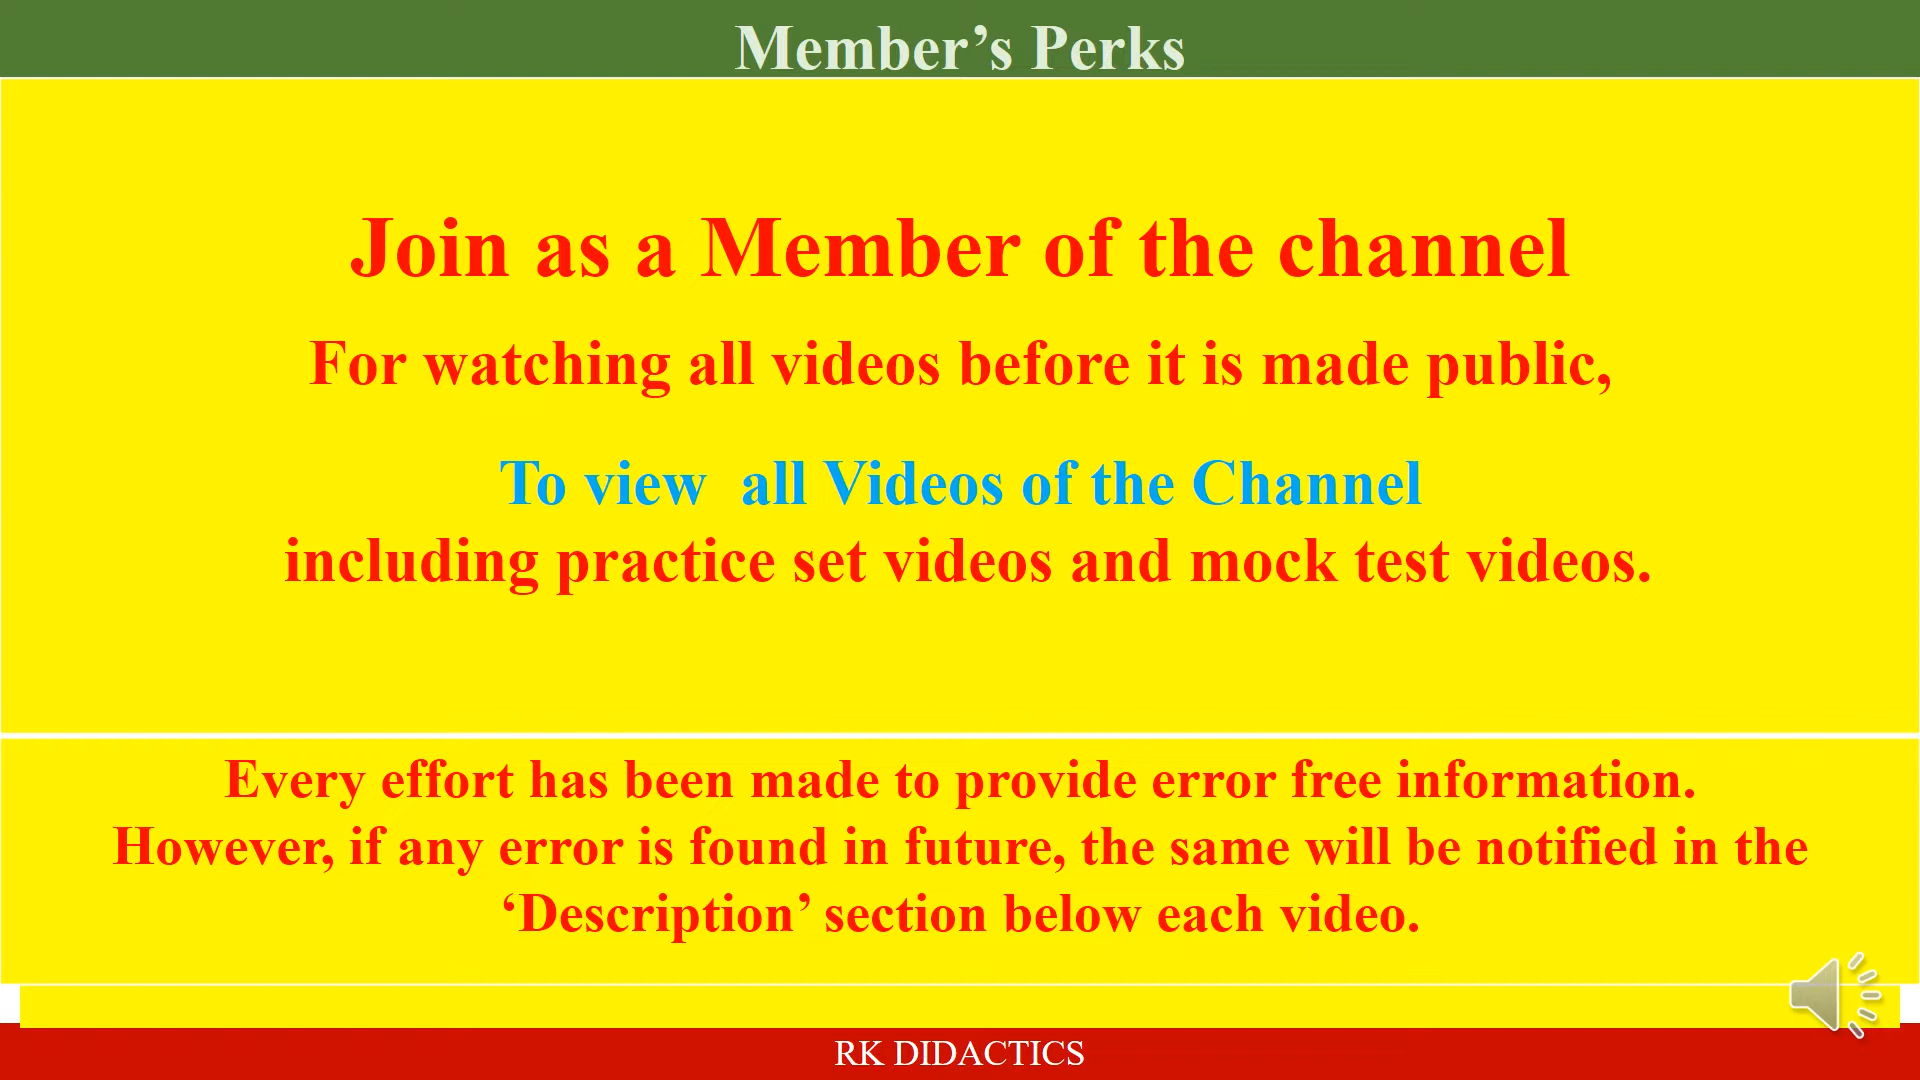 Member’s Perks
Join as a Member of the channel
For watching all videos before it is made public,
To view  all Videos of the Channel
including practice set videos and mock test videos.
Every effort has been made to provide error free information.
However, if any error is found in future, the same will be notified in the
‘Description’ section below each video.
RK DIDACTICS